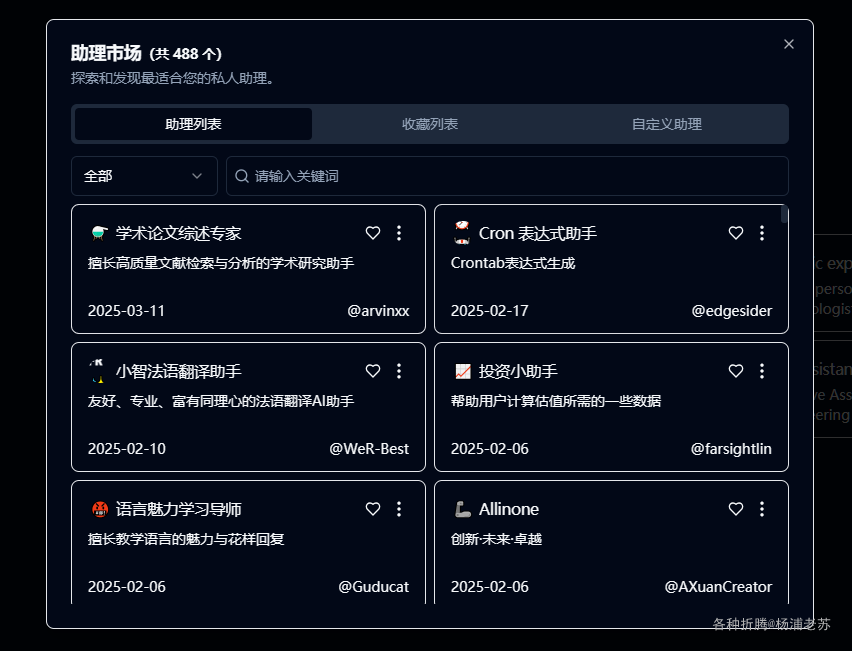 助理市场 (共 488 个)
探索和发现最适合您的私人助理。
助理列表 收藏列表 自定义助理
全部 请输入关键词
学术论文综述专家
擅长高质量文献检索与分析的学术研究助手
2025-03-11 @arvinxx
Cron 表达式助手
Crontab表达式生成
2025-02-17 @edgesider
小智法语翻译助手
友好、专业、富有同理心的法语翻译AI助手
2025-02-10 @WeR-Best
投资小助手
帮助用户计算估值所需的一些数据
2025-02-06 @farsightlin
语言魅力学习导师
擅长教学语言的魅力与花样回复
2025-02-06 @Guducat
Allinone
创新·未来·卓越
2025-02-06 @AXuanCreator
各种折腾@杨浦老苏